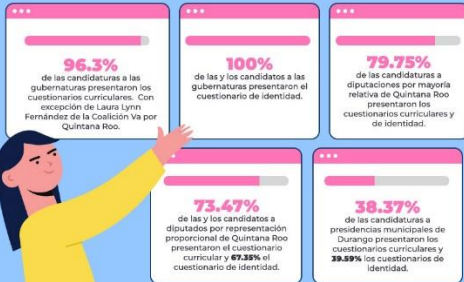 96.3%
de las candidaturas a las
gubernaturas presentaron los
cuestionarios curriculares. Con
excepción de Laura Lynn
Fernández de la Coalición Va por
Quintana Roo.
100%
de las y los candidatos a las
gubernaturas presentaron el
cuestionario de identidad.
79.75%
de las candidaturas a
diputaciones por mayoría
relativa de Quintana Roo
presentaron los
cuestionarios curriculares y
de identidad.
73.47%
de las y los candidatos a
diputados por representación
proporcional de Quintana Roo
presentaron el cuestionario
curricular y 67.35% el
cuestionario de identidad.
38.37%
de las candidaturas a
presidencias municipales de
Durango presentaron los
cuestionarios curriculares y
39.59% los cuestionarios de
identidad.